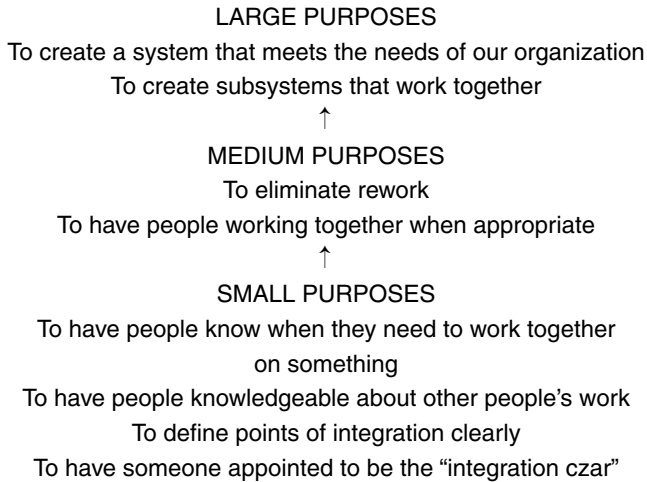 LARGE PURPOSES
To create a system that meets the needs of our organization
To create subsystems that work together
↑
MEDIUM PURPOSES
To eliminate rework
To have people working together when appropriate
↑
SMALL PURPOSES
To have people know when they need to work together
on something
To have people knowledgeable about other people’s work
To define points of integration clearly
To have someone appointed to be the “integration czar”